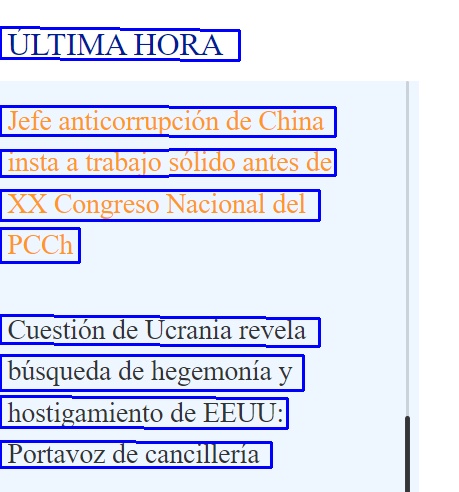 ÚLTIMA HORA
Jefe anticorrupción de China
insta a trabajo sólido antes de
XX Congreso Nacional del
PCCh
Cuestión de Ucrania revela
búsqueda de hegemonía y
hostigamiento de EEUU:
Portavoz de cancillería